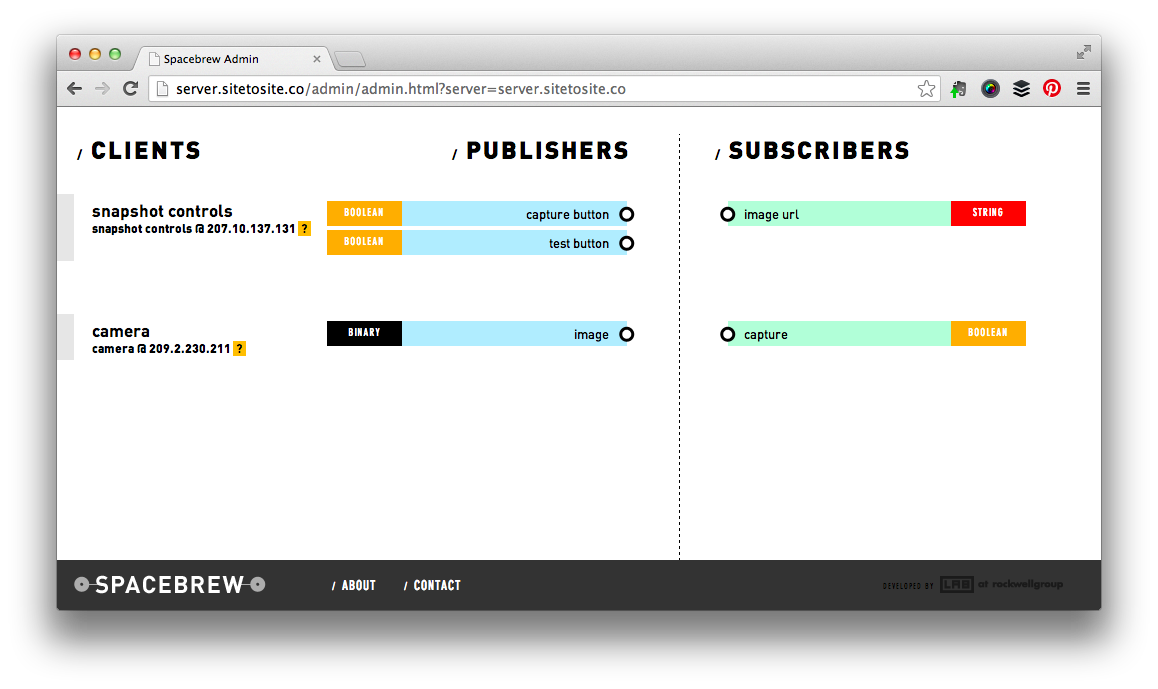 Spacebrew Admin
server.sitetosite.co/admin/admin.html?server=server.sitetosite.co
/ CLIENTS
/ PUBLISHERS
/ SUBSCRIBERS
snapshot controls
snapshot controls @ 207.10.137.131 ?
BOOLEAN capture button
BOOLEAN test button
image url STRING
camera
camera @ 209.2.230.211 ?
BINARY image
capture BOOLEAN
SPACEBREW
/ ABOUT
/ CONTACT
DEVELOPED BY LAB at rockwellgroup